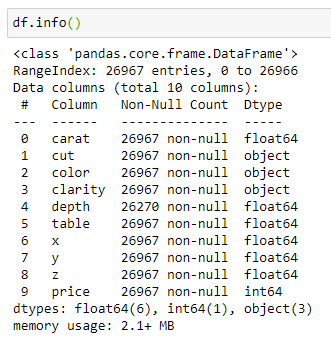 df.info()
<class 'pandas.core.frame.DataFrame'>
RangeIndex: 26967 entries, 0 to 26966
Data columns (total 10 columns):
 #   Column   Non-Null Count  Dtype
---  ------   --------------  -----
 0   carat    26967 non-null  float64
 1   cut      26967 non-null  object
 2   color    26967 non-null  object
 3   clarity  26967 non-null  object
 4   depth    26270 non-null  float64
 5   table    26967 non-null  float64
 6   x        26967 non-null  float64
 7   y        26967 non-null  float64
 8   z        26967 non-null  float64
 9   price    26967 non-null  int64
dtypes: float64(6), int64(1), object(3)
memory usage: 2.1+ MB